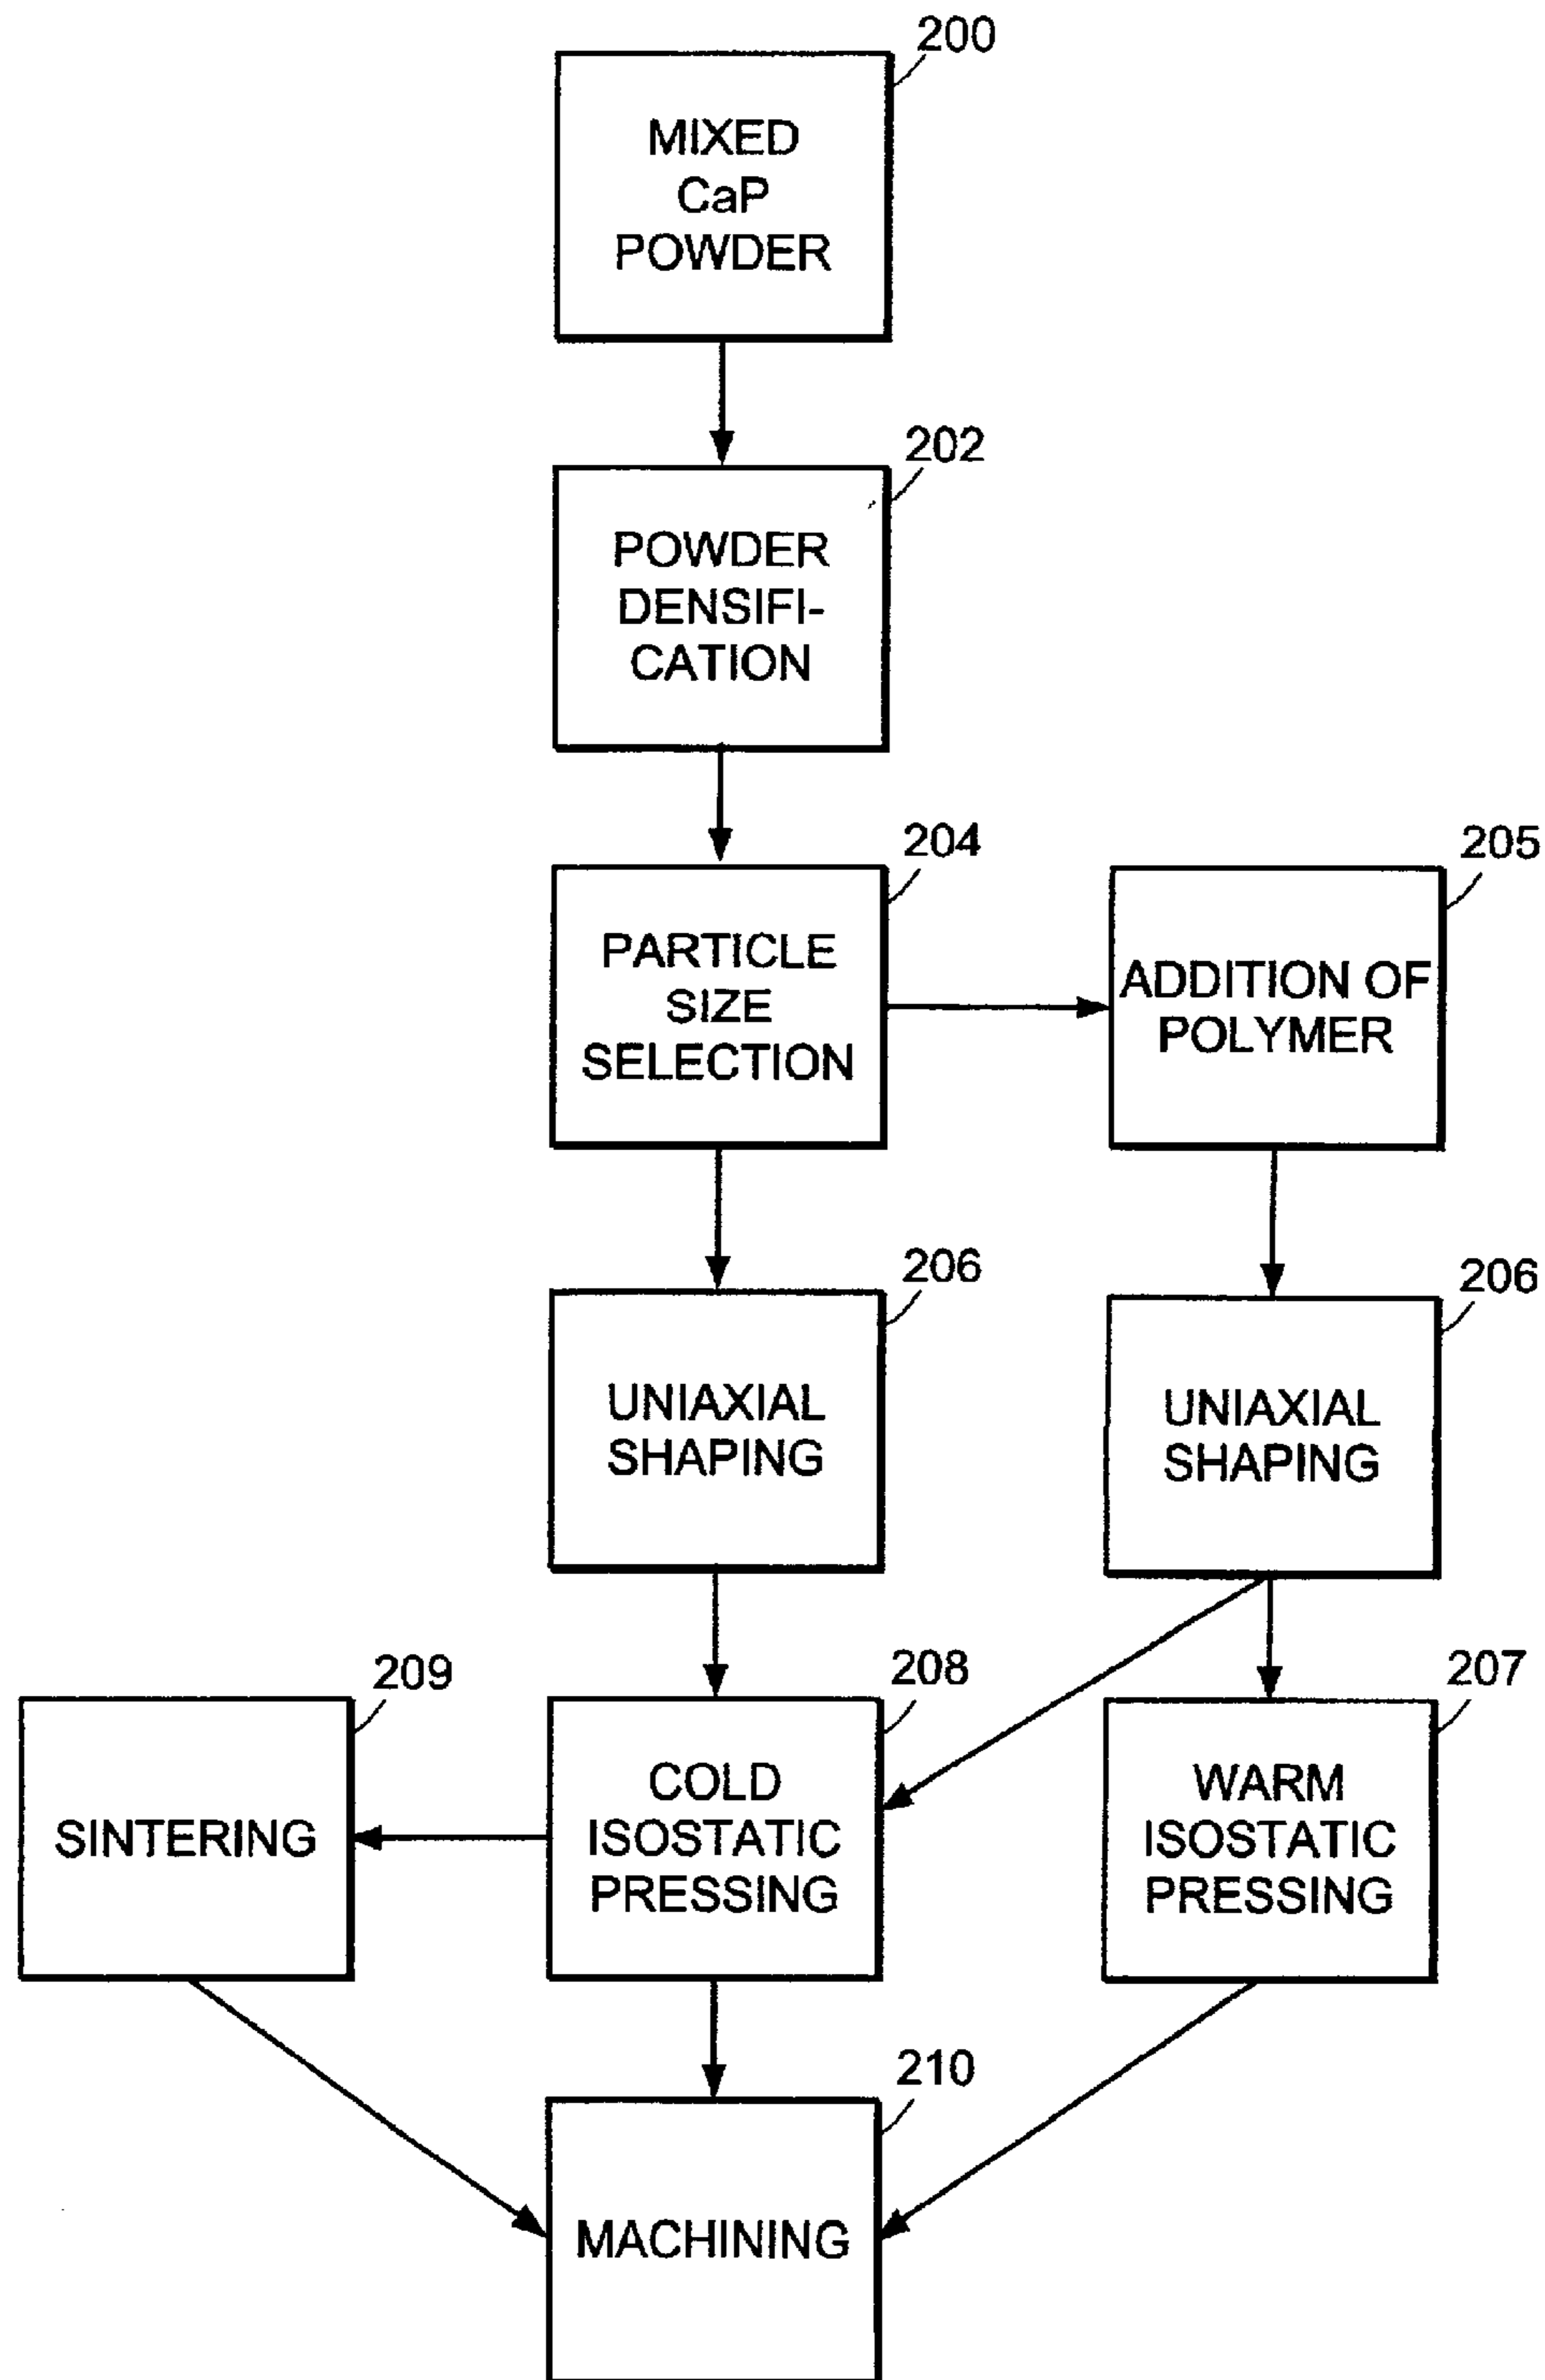 200
MIXED
CaP
POWDER
202
POWDER
DENSIFI-
CATION
204
PARTICLE
SIZE
SELECTION
205
ADDITION OF
POLYMER
206
UNIAXIAL
SHAPING
206
UNIAXIAL
SHAPING
209
SINTERING
208
COLD
ISOSTATIC
PRESSING
207
WARM
ISOSTATIC
PRESSING
210
MACHINING